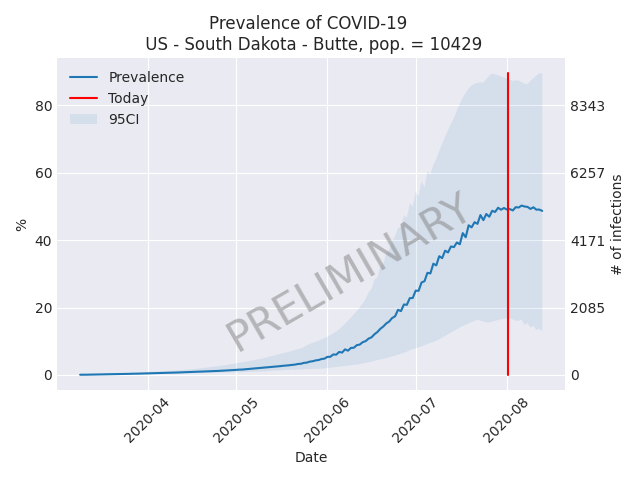 Prevalence of COVID-19
US - South Dakota - Butte, pop. = 10429
Prevalence
Today
95CI
80
60
40
20
0
%
8343
6257
4171
2085
0
# of infections
PRELIMINARY
2020-04
2020-05
2020-06
2020-07
2020-08
Date